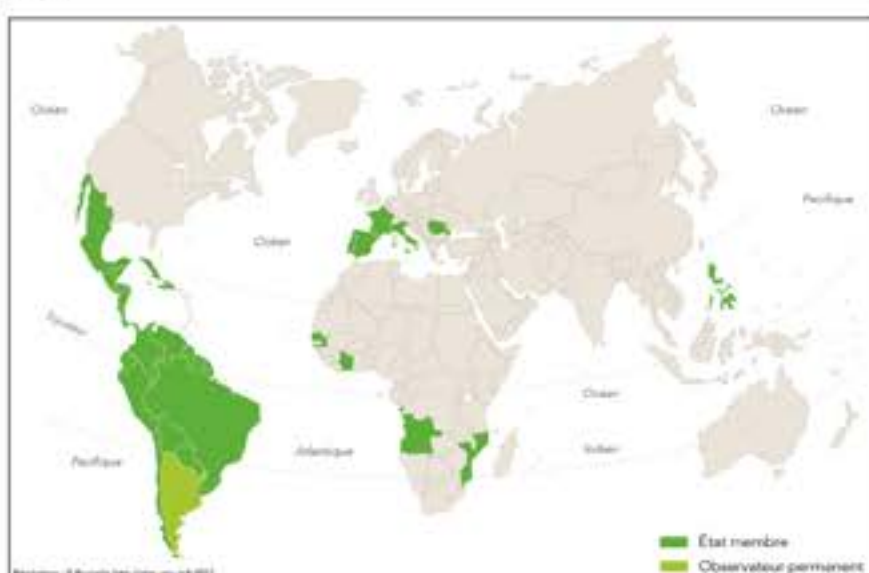 Océan
Océan
Pacifique
Océan
Équateur
Océan
Pacifique
Atlantique
Indien
État membre
Observateur permanent